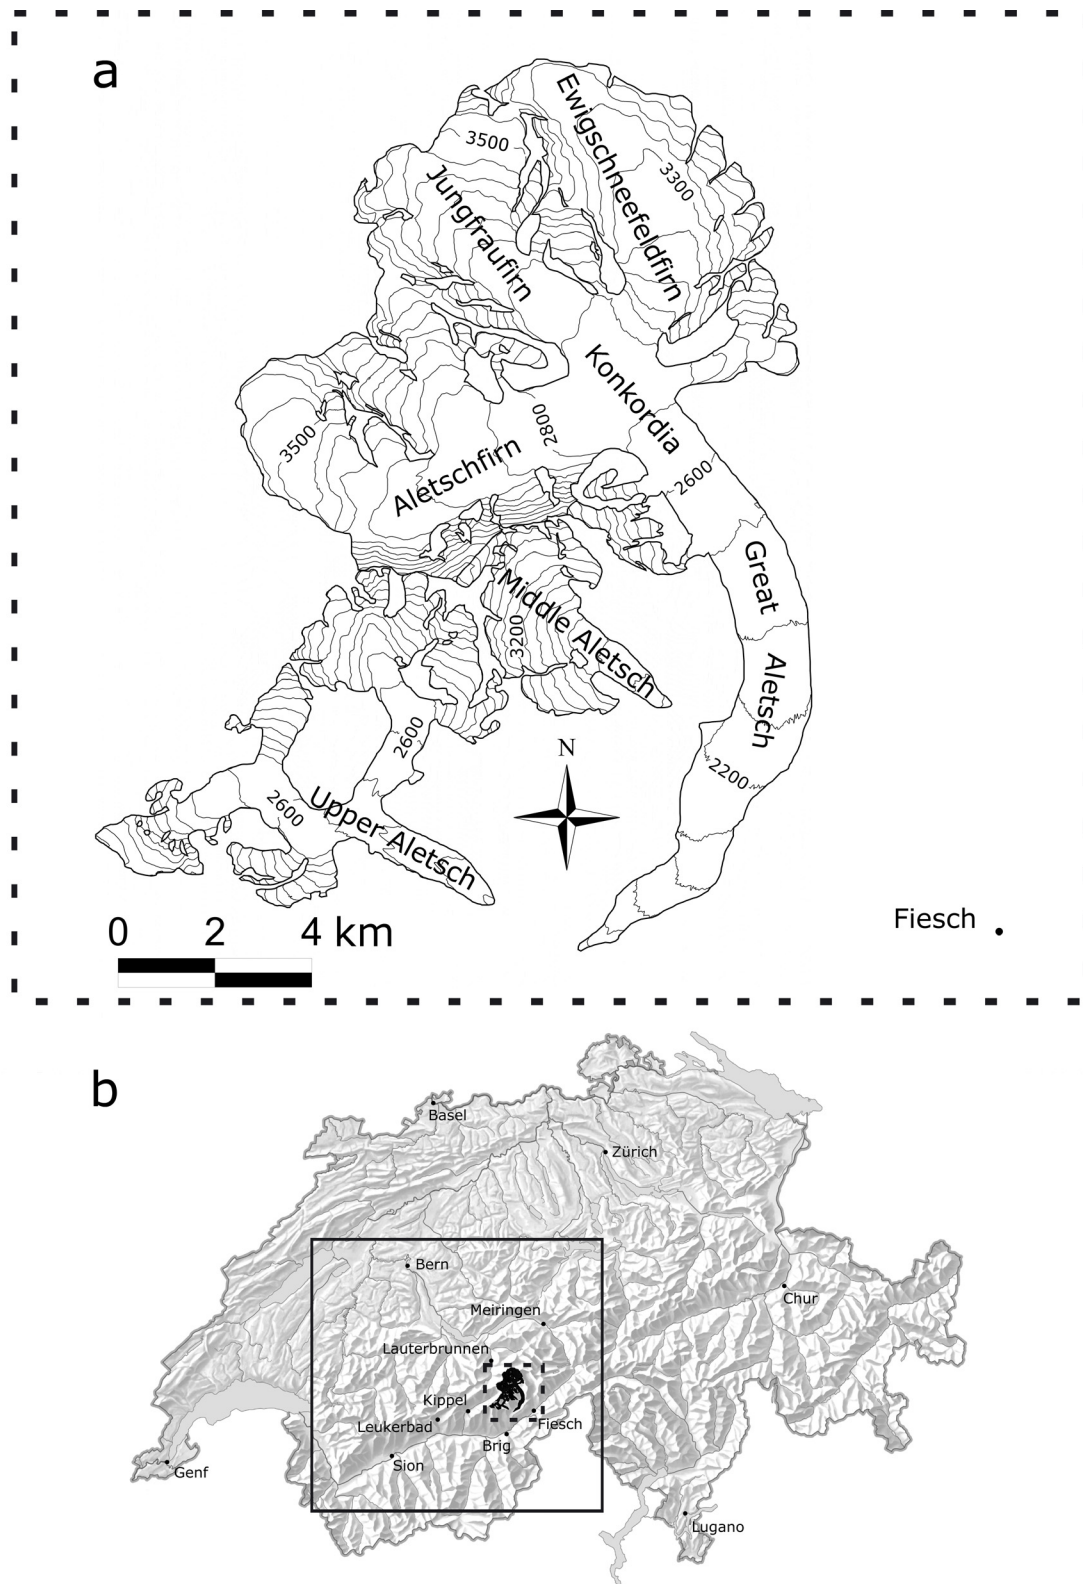 a
Ewigschneefeldfirn
3500
3300
Jungfraufirn
Konkordia
2800
3500
Aletschfirn
2600
Great
Middle Aletsch
3200
Aletsch
2600
N
2200
2600
Upper Aletsch
Fiesch
0 2 4 km
b
Basel
Zürich
Bern
Chur
Meiringen
Lauterbrunnen
Kippel
Leukerbad
Fiesch
Brig
Sion
Genf
Lugano